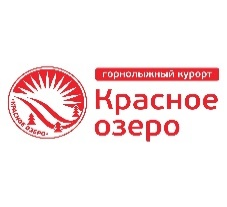 горнолыжный курорт
Красное
озеро
«КРАСНОЕ ОЗЕРО»